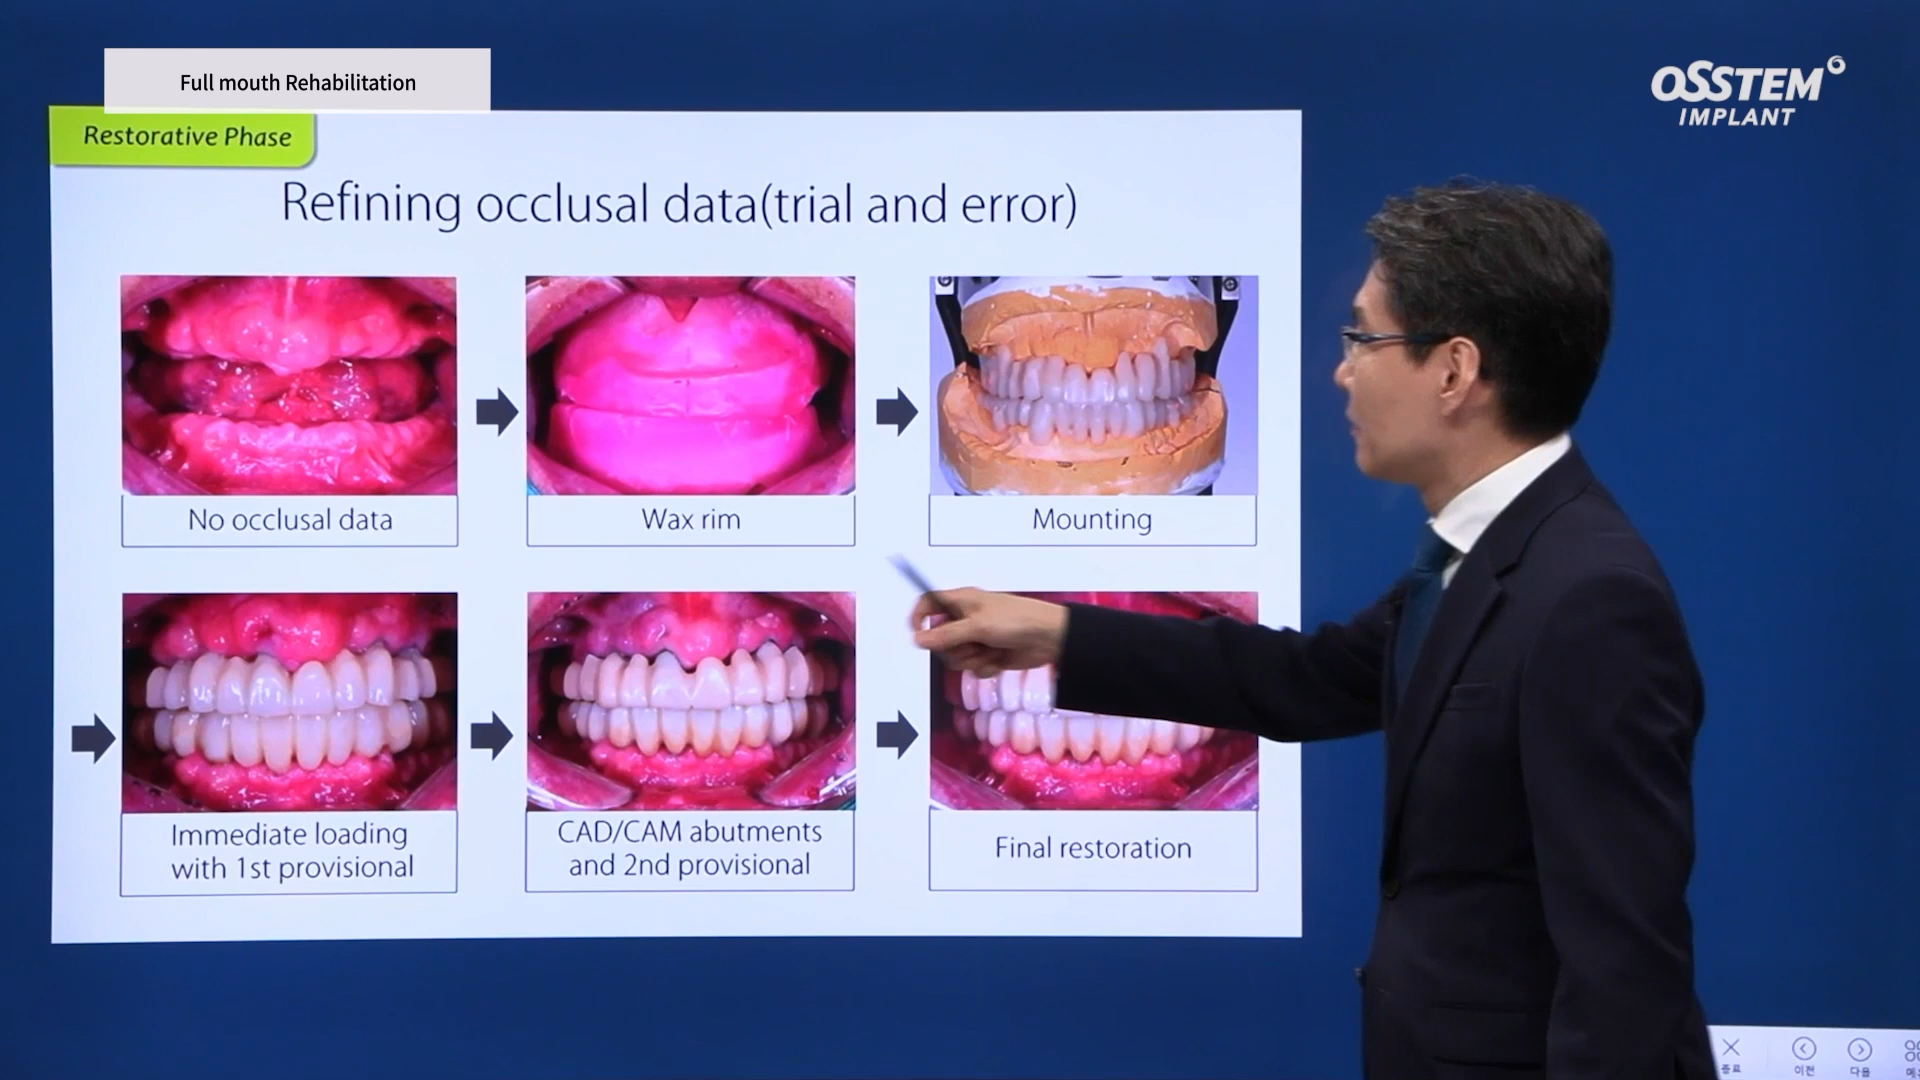 Full mouth Rehabilitation
OSSTEM
IMPLANT
Restorative Phase
Refining occlusal data(trial and error)
No occlusal data
Wax rim
Mounting
Immediate loading
with 1st provisional
CAD/CAM abutments
and 2nd provisional
Final restoration
종료
이전
다음